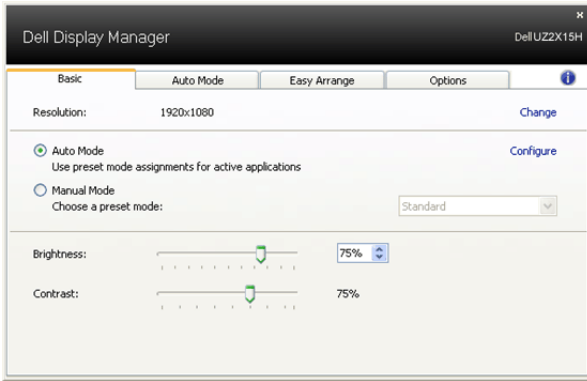 Dell Display Manager
Dell UZ2X15H
Basic
Auto Mode
Easy Arrange
Options
Resolution: 1920x1080 Change
Auto Mode Configure
Use preset mode assignments for active applications
Manual Mode
Choose a preset mode: Standard
Brightness: 75%
Contrast: 75%